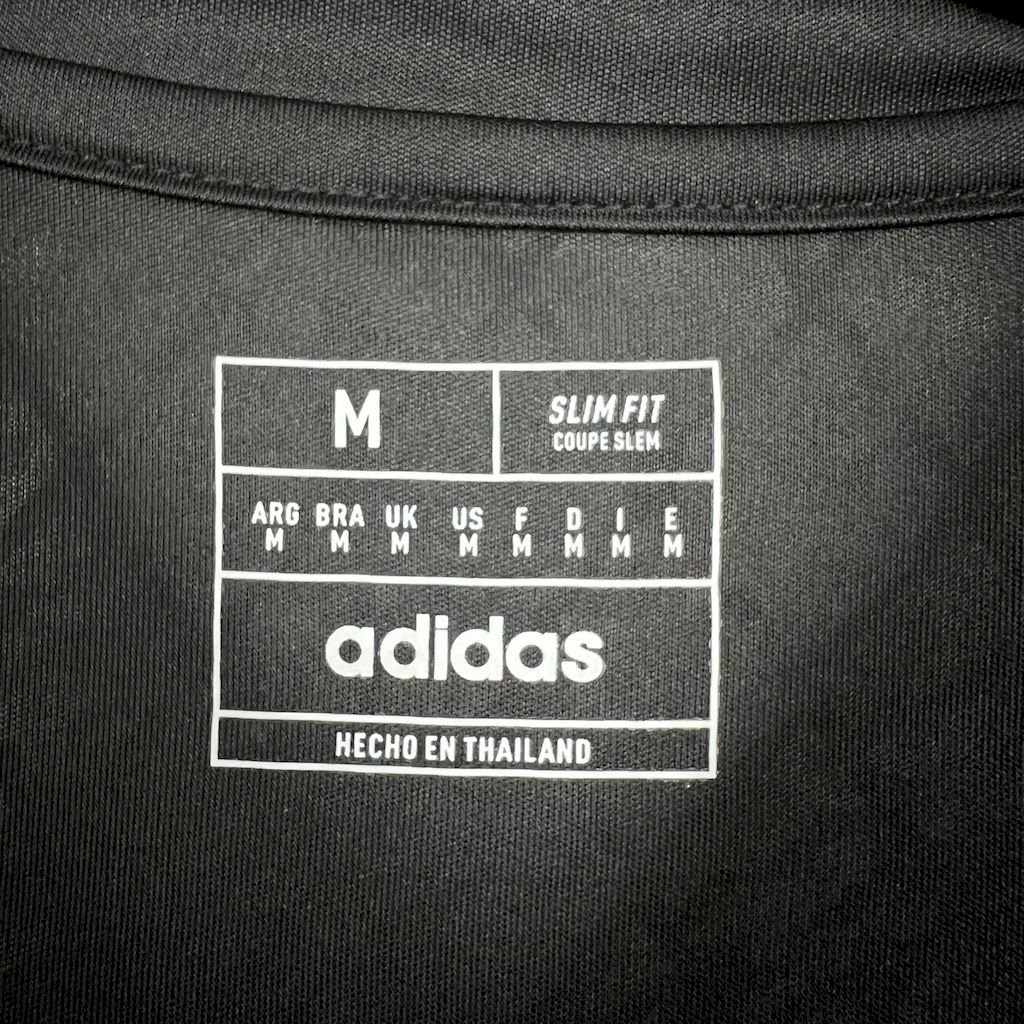 M
SLIM FIT
COUPE SLEM
ARG BRA UK US F D I E
M M M M M M M M
adidas
HECHO EN THAILAND